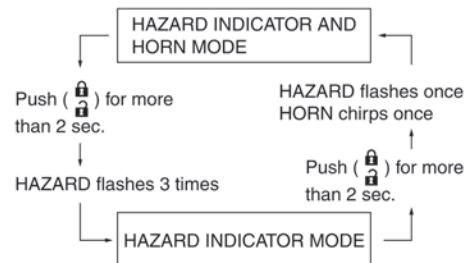 HAZARD INDICATOR AND
HORN MODE
Push ( ) for more
than 2 sec.
HAZARD flashes 3 times
HAZARD INDICATOR MODE
Push ( ) for more
than 2 sec.
HAZARD flashes once
HORN chirps once